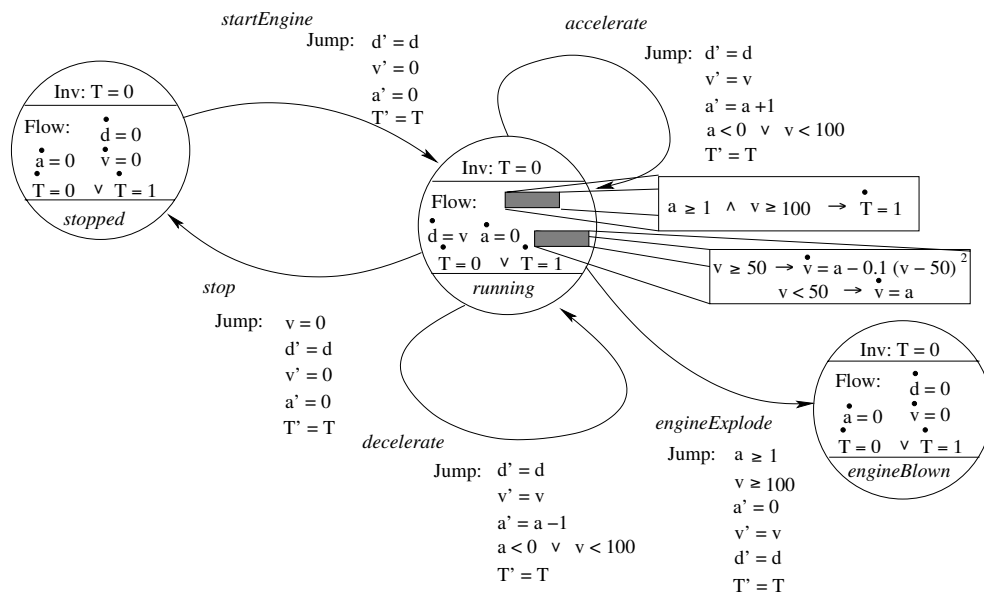 startEngine
Jump: d' = d
v' = 0
a' = 0
T' = T
accelerate
Jump: d' = d
v' = v
a' = a +1
a < 0 ∨ v < 100
T' = T
Inv: T = 0
Flow:
ḋ = 0
ȧ = 0 v̇ = 0
Ṫ = 0 ∨ Ṫ = 1
stopped
Inv: T = 0
Flow:
ḋ = v ȧ = 0
Ṫ = 0 ∨ Ṫ = 1
running
a ≥ 1 ∧ v ≥ 100 → Ṫ = 1
v ≥ 50 → v̇ = a – 0.1 (v – 50)²
v < 50 → v̇ = a
stop
Jump: v = 0
d' = d
v' = 0
a' = 0
T' = T
decelerate
Jump: d' = d
v' = v
a' = a –1
a < 0 ∨ v < 100
T' = T
engineExplode
Jump: a ≥ 1
v ≥ 100
a' = 0
v' = v
d' = d
T' = T
Inv: T = 0
Flow:
ḋ = 0
ȧ = 0 v̇ = 0
Ṫ = 0 ∨ Ṫ = 1
engineBlown